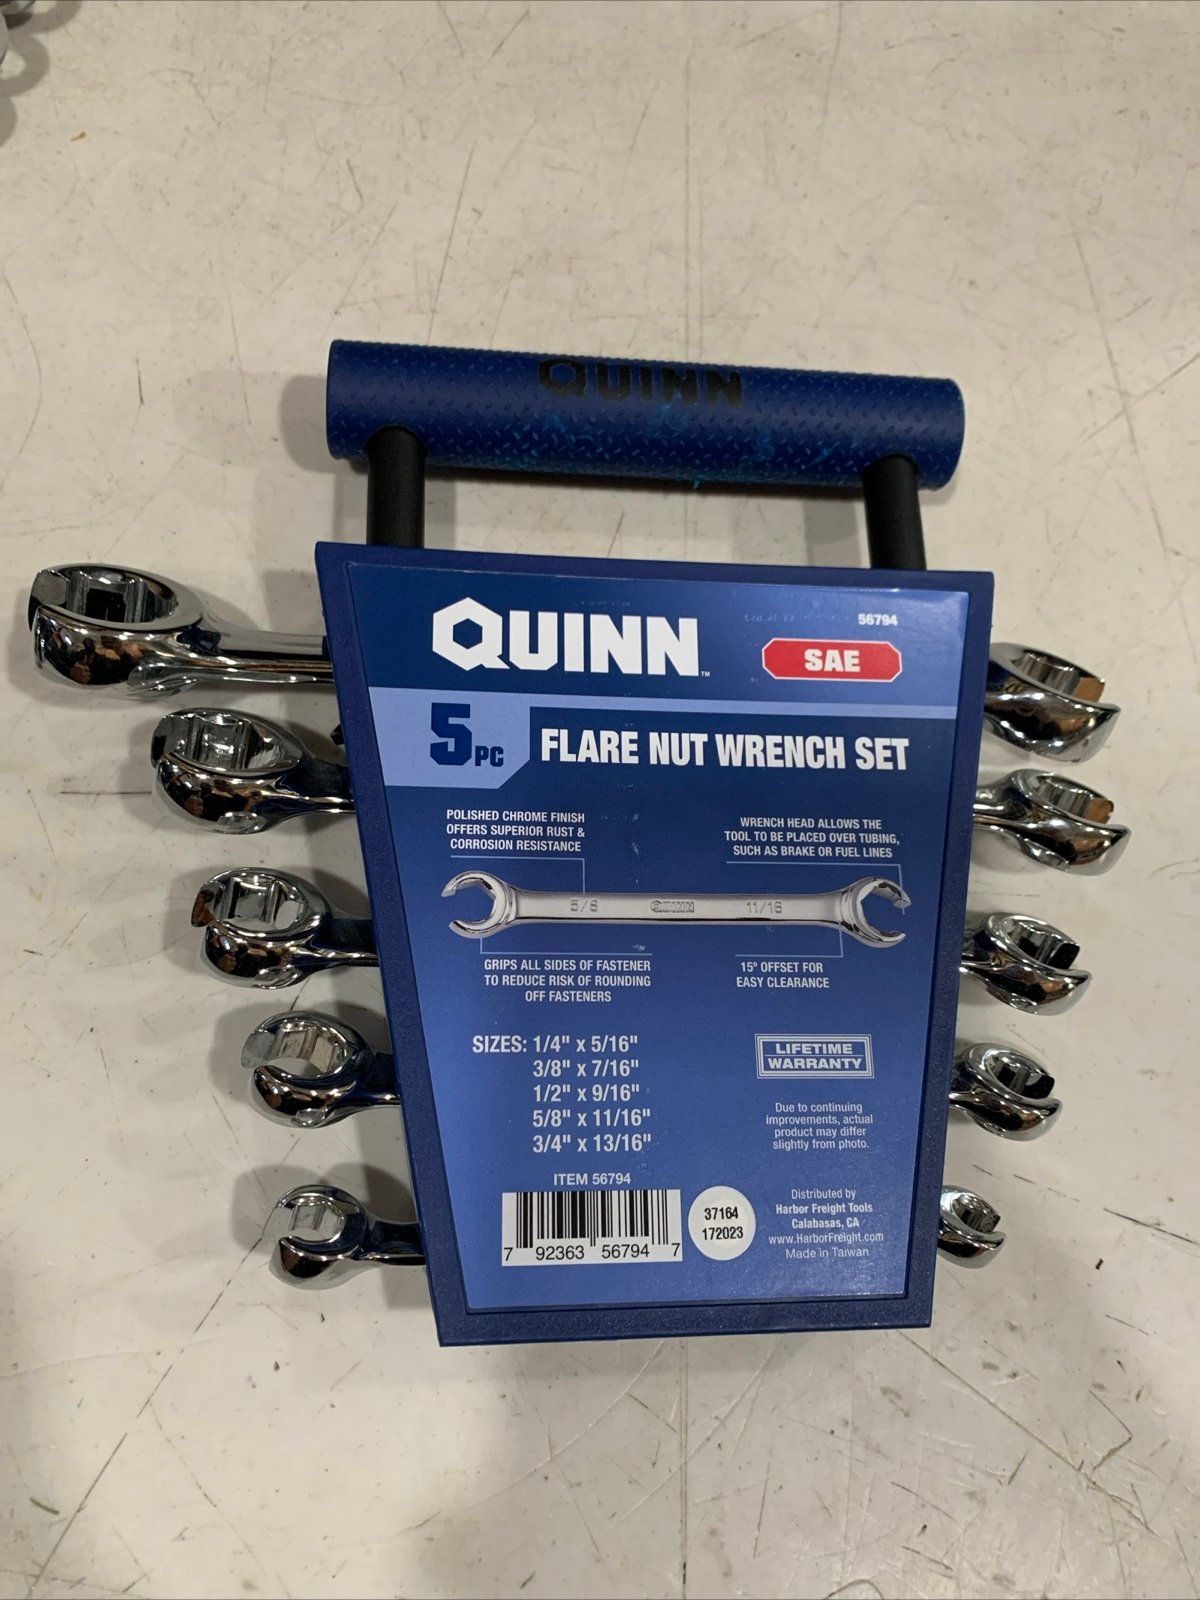 QUINN
QUINN™
56794
SAE
5 PC
FLARE NUT WRENCH SET
POLISHED CHROME FINISH
OFFERS SUPERIOR RUST &
CORROSION RESISTANCE
WRENCH HEAD ALLOWS THE
TOOL TO BE PLACED OVER TUBING,
SUCH AS BRAKE OR FUEL LINES
5/8 QUINN 11/16
GRIPS ALL SIDES OF FASTENER
TO REDUCE RISK OF ROUNDING
OFF FASTENERS
15° OFFSET FOR
EASY CLEARANCE
SIZES: 1/4" x 5/16"
3/8" x 7/16"
1/2" x 9/16"
5/8" x 11/16"
3/4" x 13/16"
LIFETIME
WARRANTY
Due to continuing
improvements, actual
product may differ
slightly from photo.
ITEM 56794
7 92363 56794 7
37164
172023
Distributed by
Harbor Freight Tools
Calabasas, CA
www.HarborFreight.com
Made in Taiwan